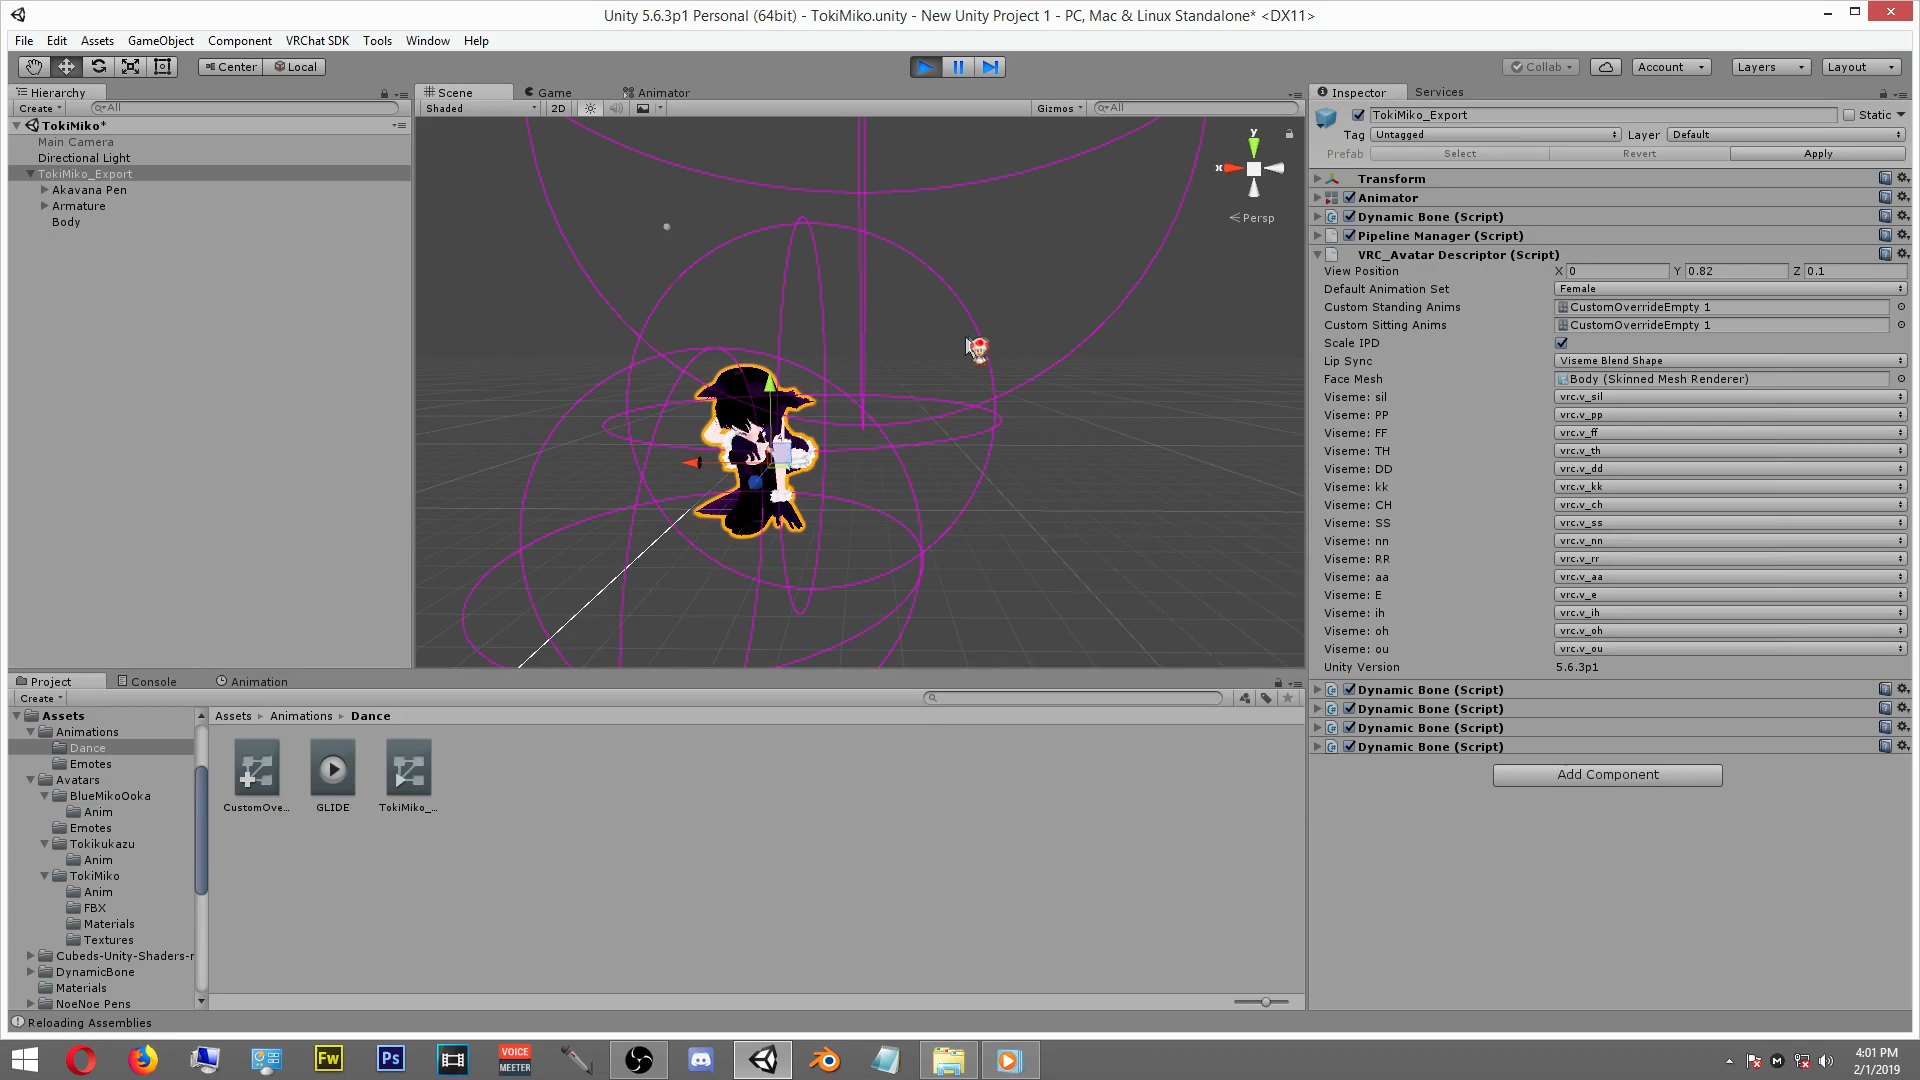 Unity 5.6.3p1 Personal (64bit) - TokiMiko.unity - New Unity Project 1 - PC, Mac & Linux Standalone* <DX11>
File Edit Assets GameObject Component VRChat SDK Tools Window Help
Center Local Collab Account Layers Layout
Hierarchy
Create All
TokiMiko*
Main Camera
Directional Light
TokiMiko_Export
Akavana Pen
Armature
Body
Scene Game Animator
Shaded 2D Gizmos All
y
x
Persp
Inspector Services
TokiMiko_Export Static
Tag Untagged Layer Default
Prefab Select Revert Apply
Transform
Animator
Dynamic Bone (Script)
Pipeline Manager (Script)
VRC_Avatar Descriptor (Script)
View Position X 0 Y 0.82 Z 0.1
Default Animation Set Female
Custom Standing Anims CustomOverrideEmpty 1
Custom Sitting Anims CustomOverrideEmpty 1
Scale IPD
Lip Sync Viseme Blend Shape
Face Mesh Body (Skinned Mesh Renderer)
Viseme: sil vrc.v_sil
Viseme: PP vrc.v_pp
Viseme: FF vrc.v_ff
Viseme: TH vrc.v_th
Viseme: DD vrc.v_dd
Viseme: kk vrc.v_kk
Viseme: CH vrc.v_ch
Viseme: SS vrc.v_ss
Viseme: nn vrc.v_nn
Viseme: RR vrc.v_rr
Viseme: aa vrc.v_aa
Viseme: E vrc.v_e
Viseme: ih vrc.v_ih
Viseme: oh vrc.v_oh
Viseme: ou vrc.v_ou
Unity Version 5.6.3p1
Dynamic Bone (Script)
Dynamic Bone (Script)
Dynamic Bone (Script)
Dynamic Bone (Script)
Add Component
Project Console Animation
Create
Assets
Animations
Dance
Emotes
Avatars
BlueMikoOoka
Anim
Emotes
Tokikukazu
Anim
TokiMiko
Anim
FBX
Materials
Textures
Cubeds-Unity-Shaders-r
DynamicBone
Materials
NoeNoe Pens
Assets > Animations > Dance
CustomOve... GLIDE TokiMiko_...
Reloading Assemblies
Fw Ps VOICE MEETER
4:01 PM
2/1/2019